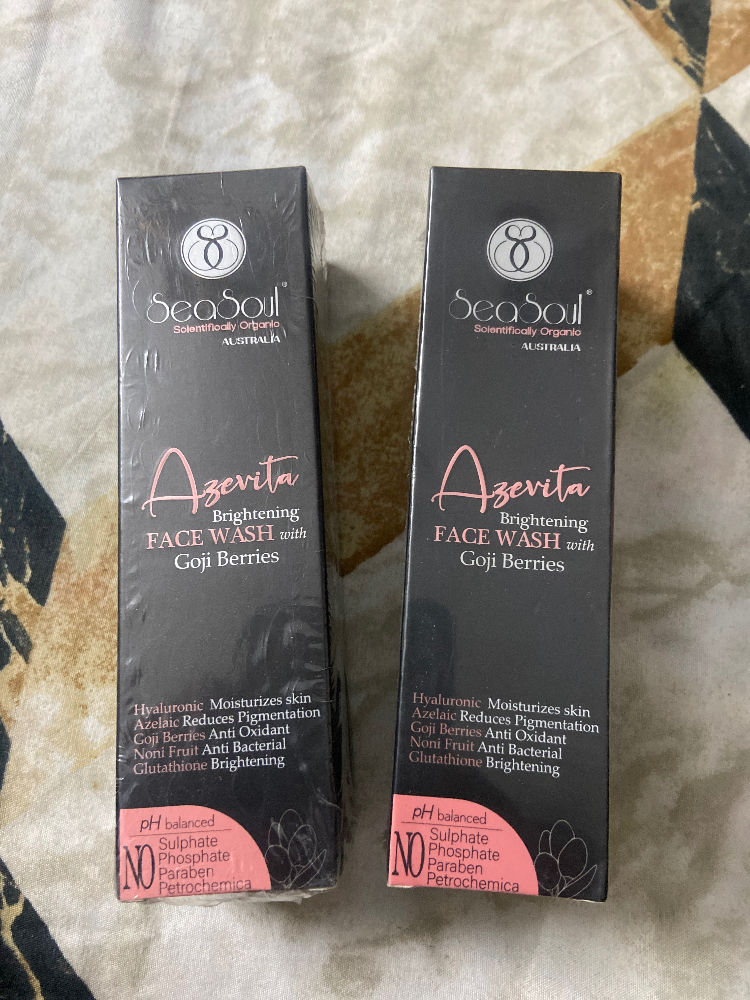 SeaSoul®
Scientifically Organic
AUSTRALIA
Azevita
Brightening
FACE WASH with
Goji Berries
Hyaluronic Moisturizes skin
Azelaic Reduces Pigmentation
Goji Berries Anti Oxidant
Noni Fruit Anti Bacterial
Glutathione Brightening
pH balanced
NO Sulphate
Phosphate
Paraben
Petrochemica
SeaSoul®
Scientifically Organic
AUSTRALIA
Azevita
Brightening
FACE WASH with
Goji Berries
Hyaluronic Moisturizes skin
Azelaic Reduces Pigmentation
Goji Berries Anti Oxidant
Noni Fruit Anti Bacterial
Glutathione Brightening
pH balanced
NO Sulphate
Phosphate
Paraben
Petrochemica